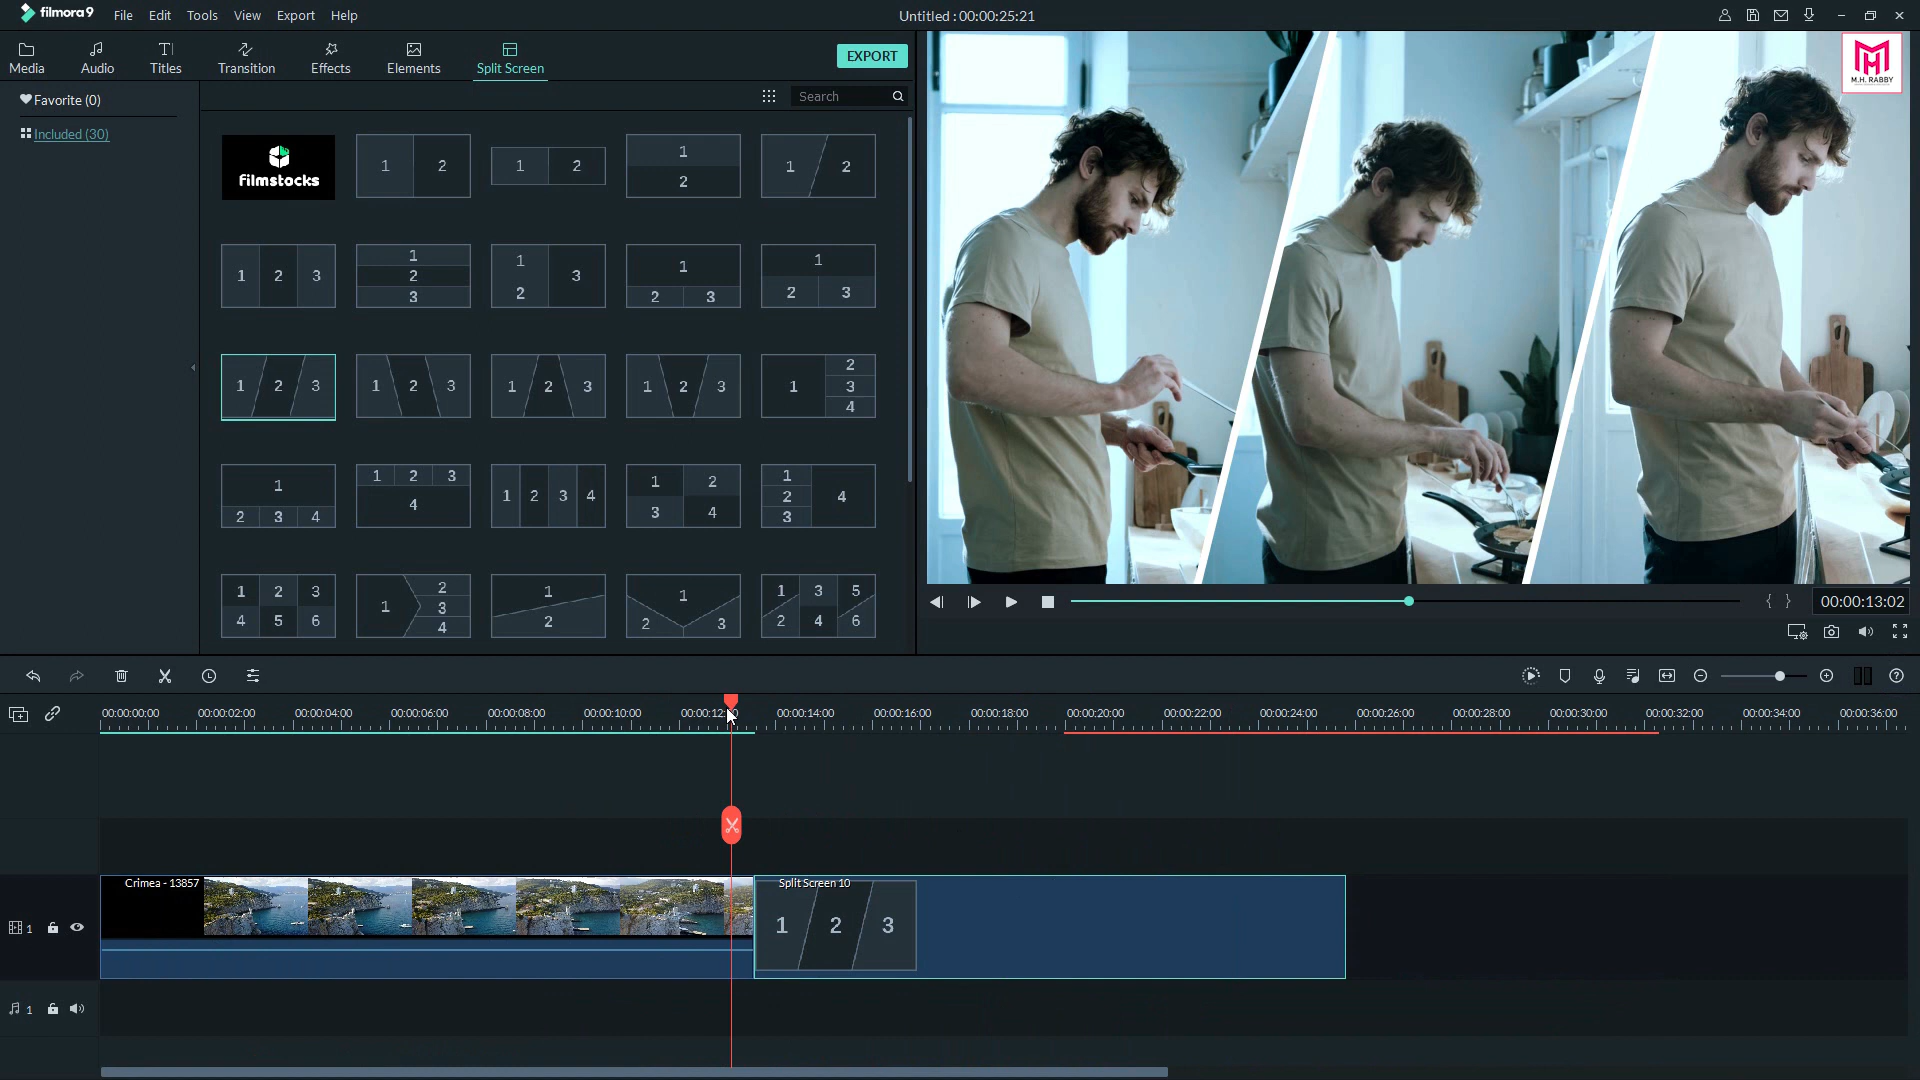 filmora9 File Edit Tools View Export Help Untitled : 00:00:25:21
Media Audio Titles Transition Effects Elements Split Screen EXPORT
Favorite (0)
Included (30)
Search
filmstocks
1 2
1 2
1
2
1 2
1 2 3
1
2
3
1
2
3
1
2 3
1
2 3
1 2 3
1 2 3
1 2 3
1 2 3
1
2
3
4
1
2 3 4
1 2 3
4
1 2 3 4
1 2
3 4
1
2
3
4
1 2 3
4 5 6
1
2
3
4
1
2
1
2 3
1 3 5
2 4 6
M.H. RABBY
00:00:13:02
00:00:00:00 00:00:02:00 00:00:04:00 00:00:06:00 00:00:08:00 00:00:10:00 00:00:12: 00:00:14:00 00:00:16:00 00:00:18:00 00:00:20:00 00:00:22:00 00:00:24:00 00:00:26:00 00:00:28:00 00:00:30:00 00:00:32:00 00:00:34:00 00:00:36:00
Crimea - 13857
Split Screen 10
1 2 3
1
1